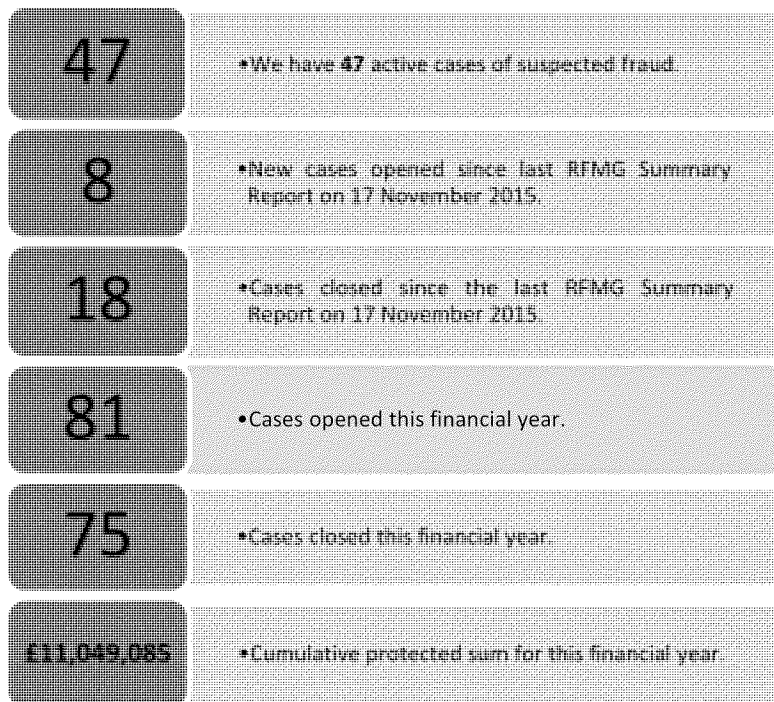 47
•We have 47 active cases of suspected fraud.
8
•New cases opened since last RFMG Summary
Report on 17 November 2015.
18
•Cases closed since the last RFMG Summary
Report on 17 November 2015.
81
•Cases opened this financial year.
75
•Cases closed this financial year.
£11,049,085
•Cumulative protected sum for this financial year